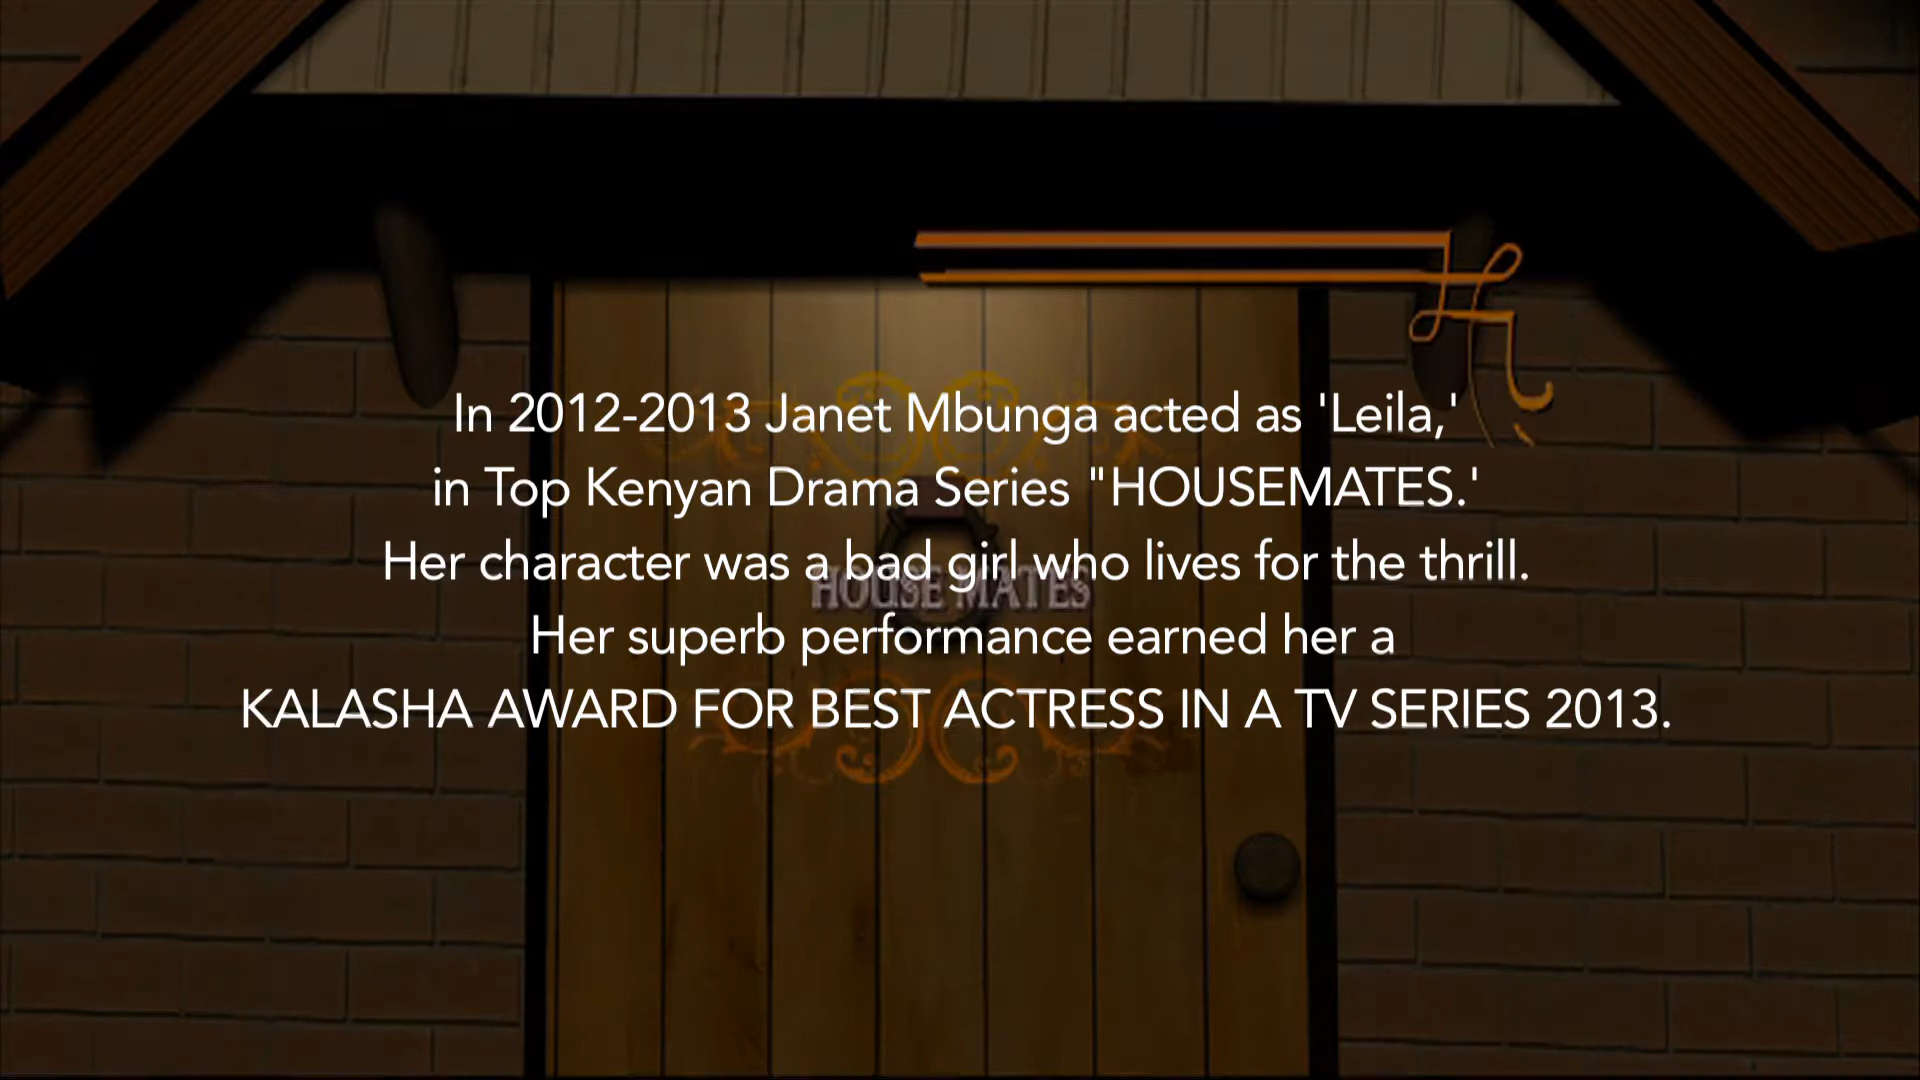 In 2012-2013 Janet Mbunga acted as 'Leila,'
in Top Kenyan Drama Series "HOUSEMATES.'
Her character was a bad girl who lives for the thrill.
HOUSE MATES
Her superb performance earned her a
KALASHA AWARD FOR BEST ACTRESS IN A TV SERIES 2013.